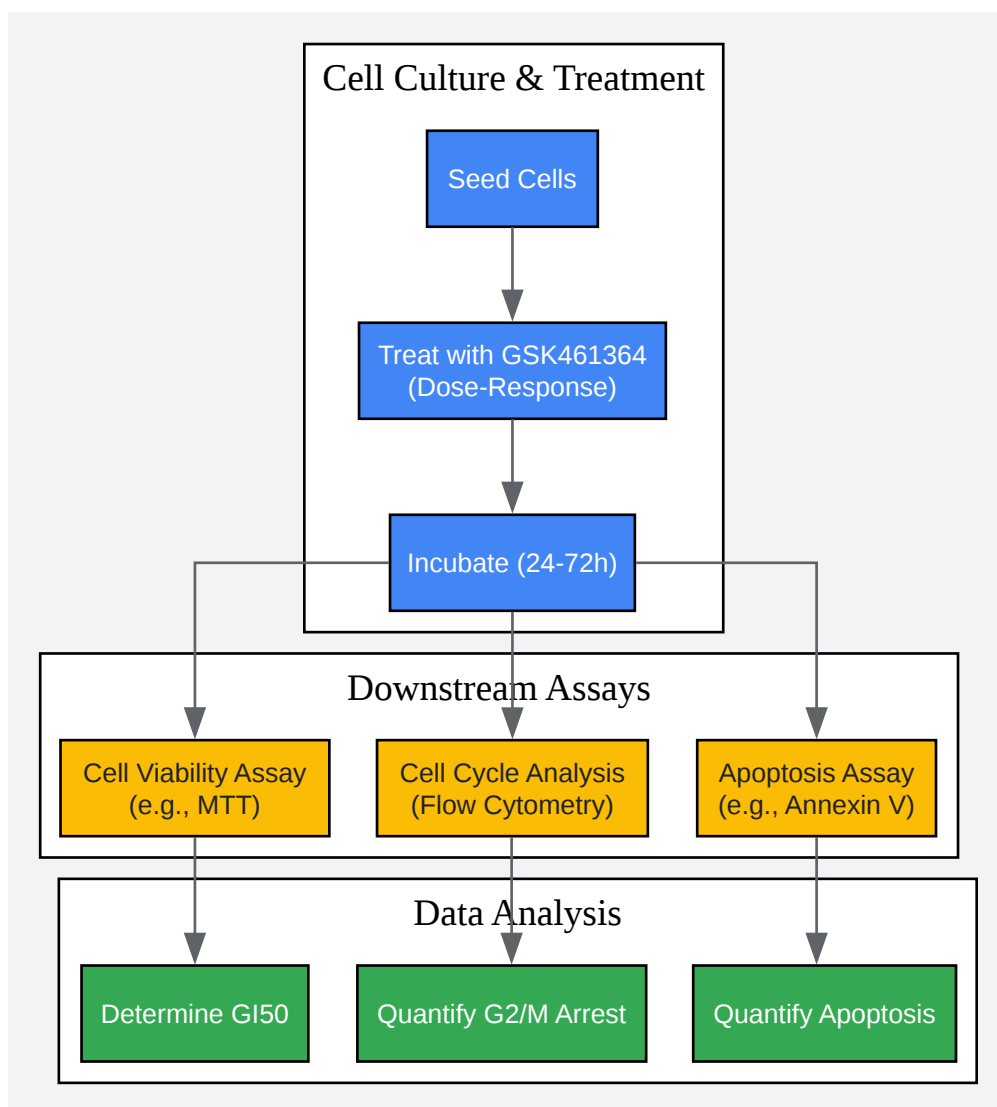 Cell Culture & Treatment
Seed Cells
Treat with GSK461364
(Dose-Response)
Incubate (24-72h)
Downstream Assays
Cell Viability Assay
(e.g., MTT)
Cell Cycle Analysis
(Flow Cytometry)
Apoptosis Assay
(e.g., Annexin V)
Data Analysis
Determine GI50
Quantify G2/M Arrest
Quantify Apoptosis